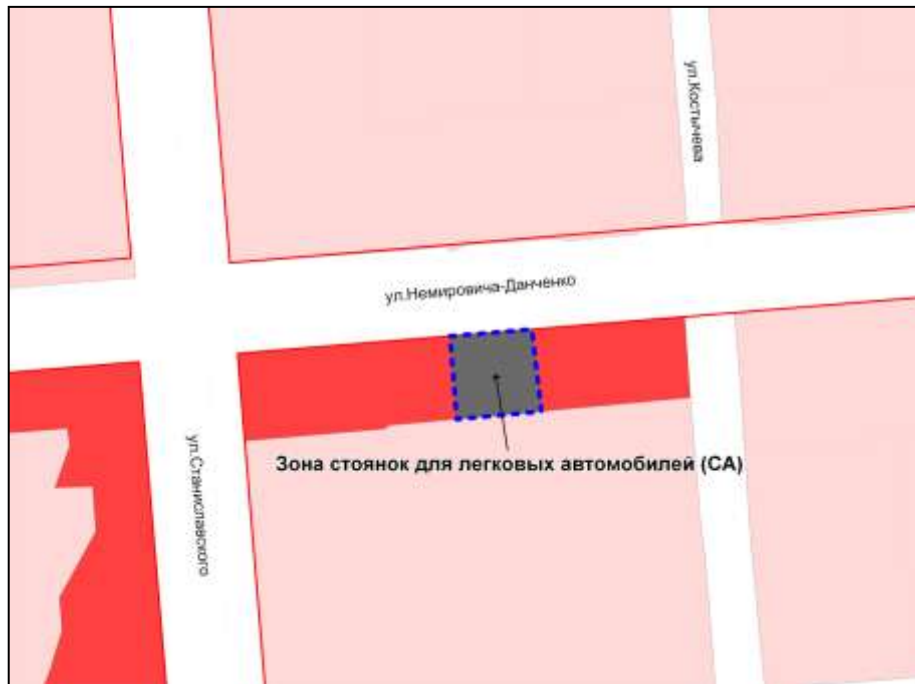 ул.Костычева
ул.Немировича-Данченко
Зона стоянок для легковых автомобилей (СА)
ул.Станиславского